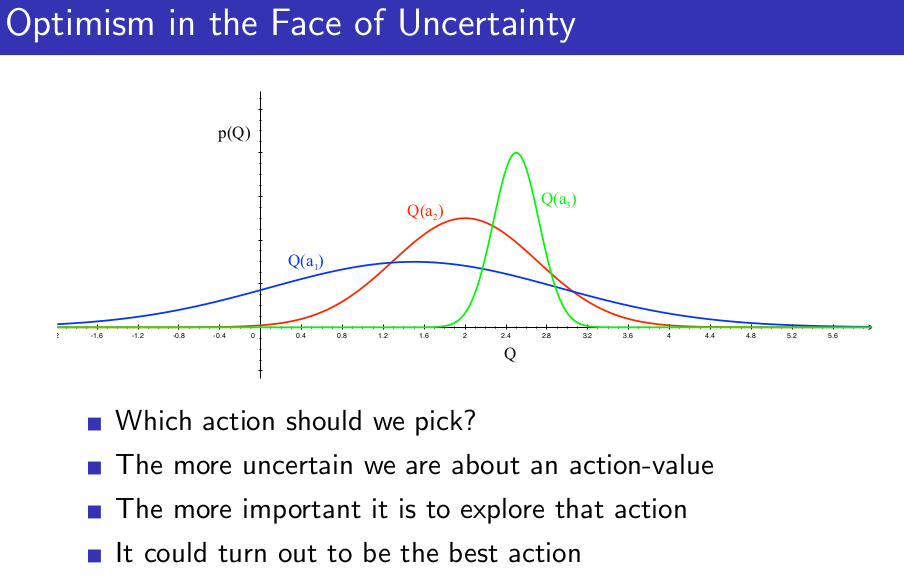 Optimism in the Face of Uncertainty
p(Q)
Q(a₃)
Q(a₂)
Q(a₁)
2 -1.6 -1.2 -0.8 -0.4 0 0.4 0.8 1.2 1.6 2 2.4 2.8 3.2 3.6 4 4.4 4.8 5.2 5.6
Q
Which action should we pick?
The more uncertain we are about an action-value
The more important it is to explore that action
It could turn out to be the best action